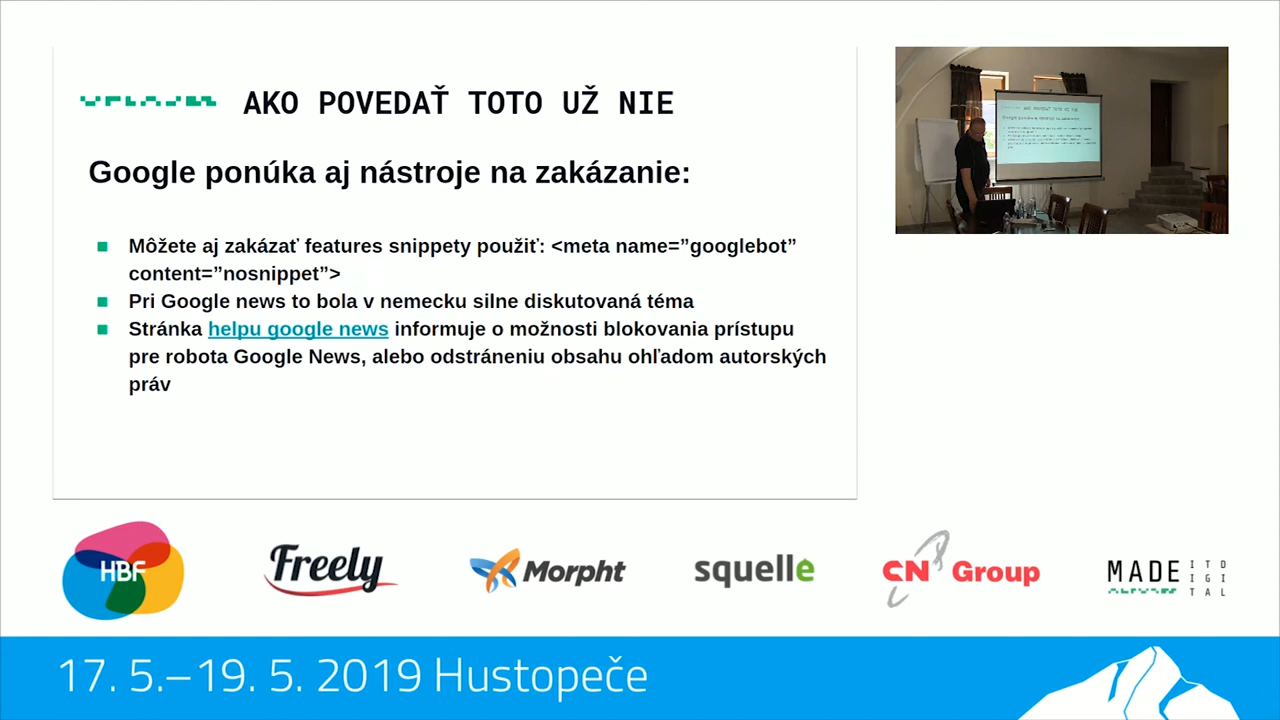 AKO POVEDAŤ TOTO UŽ NIE
Google ponúka aj nástroje na zakázanie:
Môžete aj zakázať features snippety použiť: <meta name=”googlebot”
content=”nosnippet”>
Pri Google news to bola v nemecku silne diskutovaná téma
Stránka helpu google news informuje o možnosti blokovania prístupu
pre robota Google News, alebo odstráneniu obsahu ohľadom autorských
práv
HBF
Freely
Morpht
squelle
CN Group
MADE ITD
IGI
TAL
17. 5.–19. 5. 2019 Hustopeče